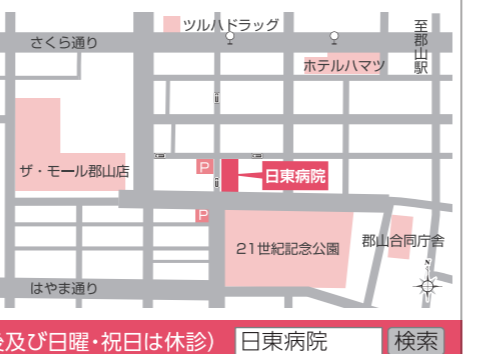 ツルハドラッグ
さくら通り
至郡山駅
ホテルハマツ
ザ・モール郡山店
P
日東病院
P
21世紀記念公園
郡山合同庁舎
N
はやま通り
後及び日曜・祝日は休診） 日東病院 検索